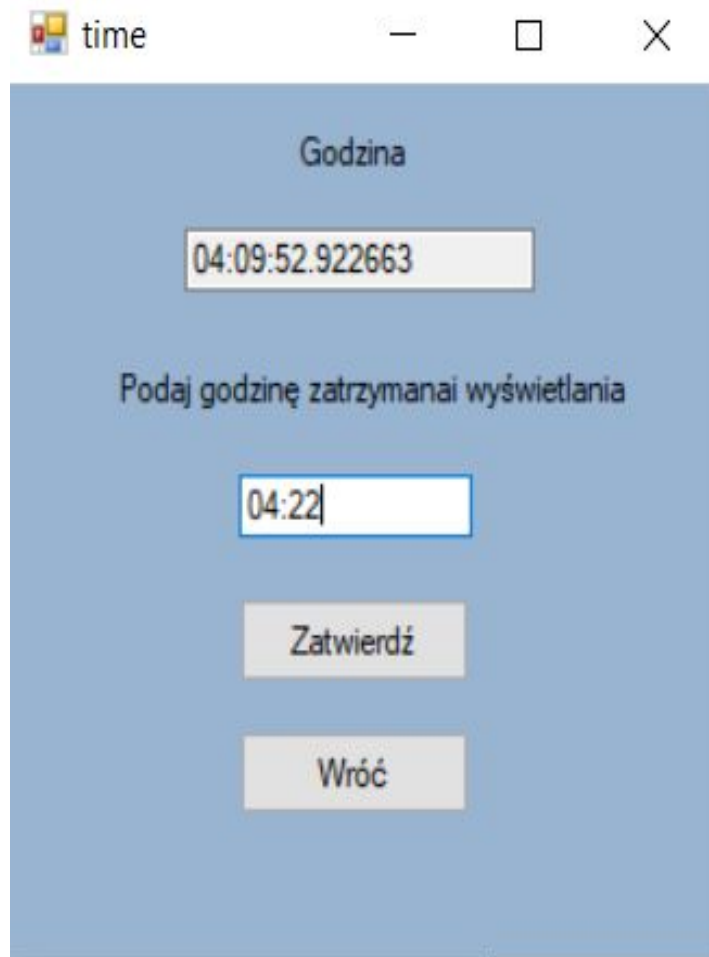 time
Godzina
04:09:52.922663
Podaj godzinę zatrzymanai wyświetlania
04:22
Zatwierdź
Wróć